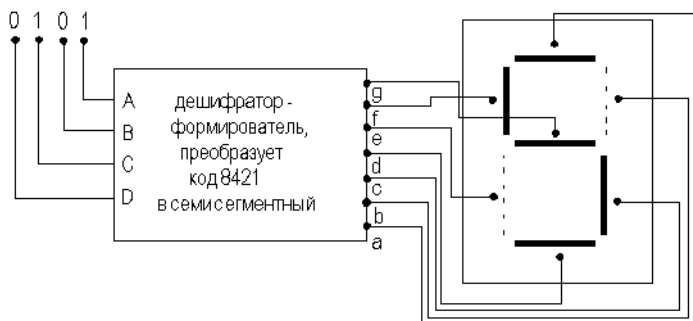 0 1 0 1
A
B
C
D
дешифратор -
формирователь,
преобразует
код 8421
в семисегментный
g
f
e
d
c
b
a